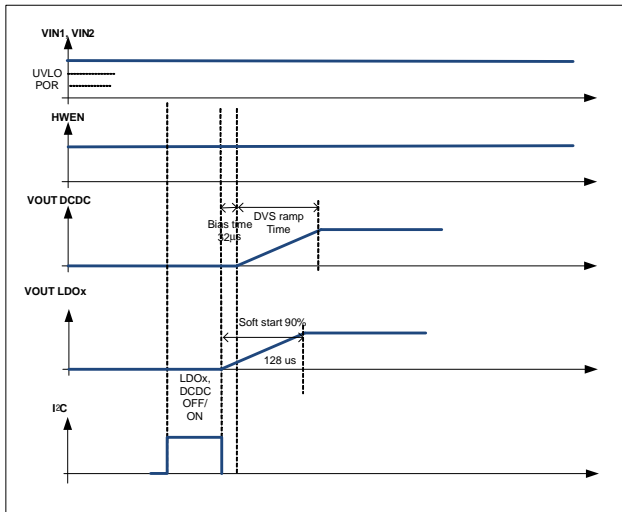 VIN1, VIN2
UVLO
POR
HWEN
VOUT DCDC
Bias time
32µs
DVS ramp
Time
VOUT LDOx
Soft start 90%
128 us
LDOx,
DCDC
OFF/
ON
I²C